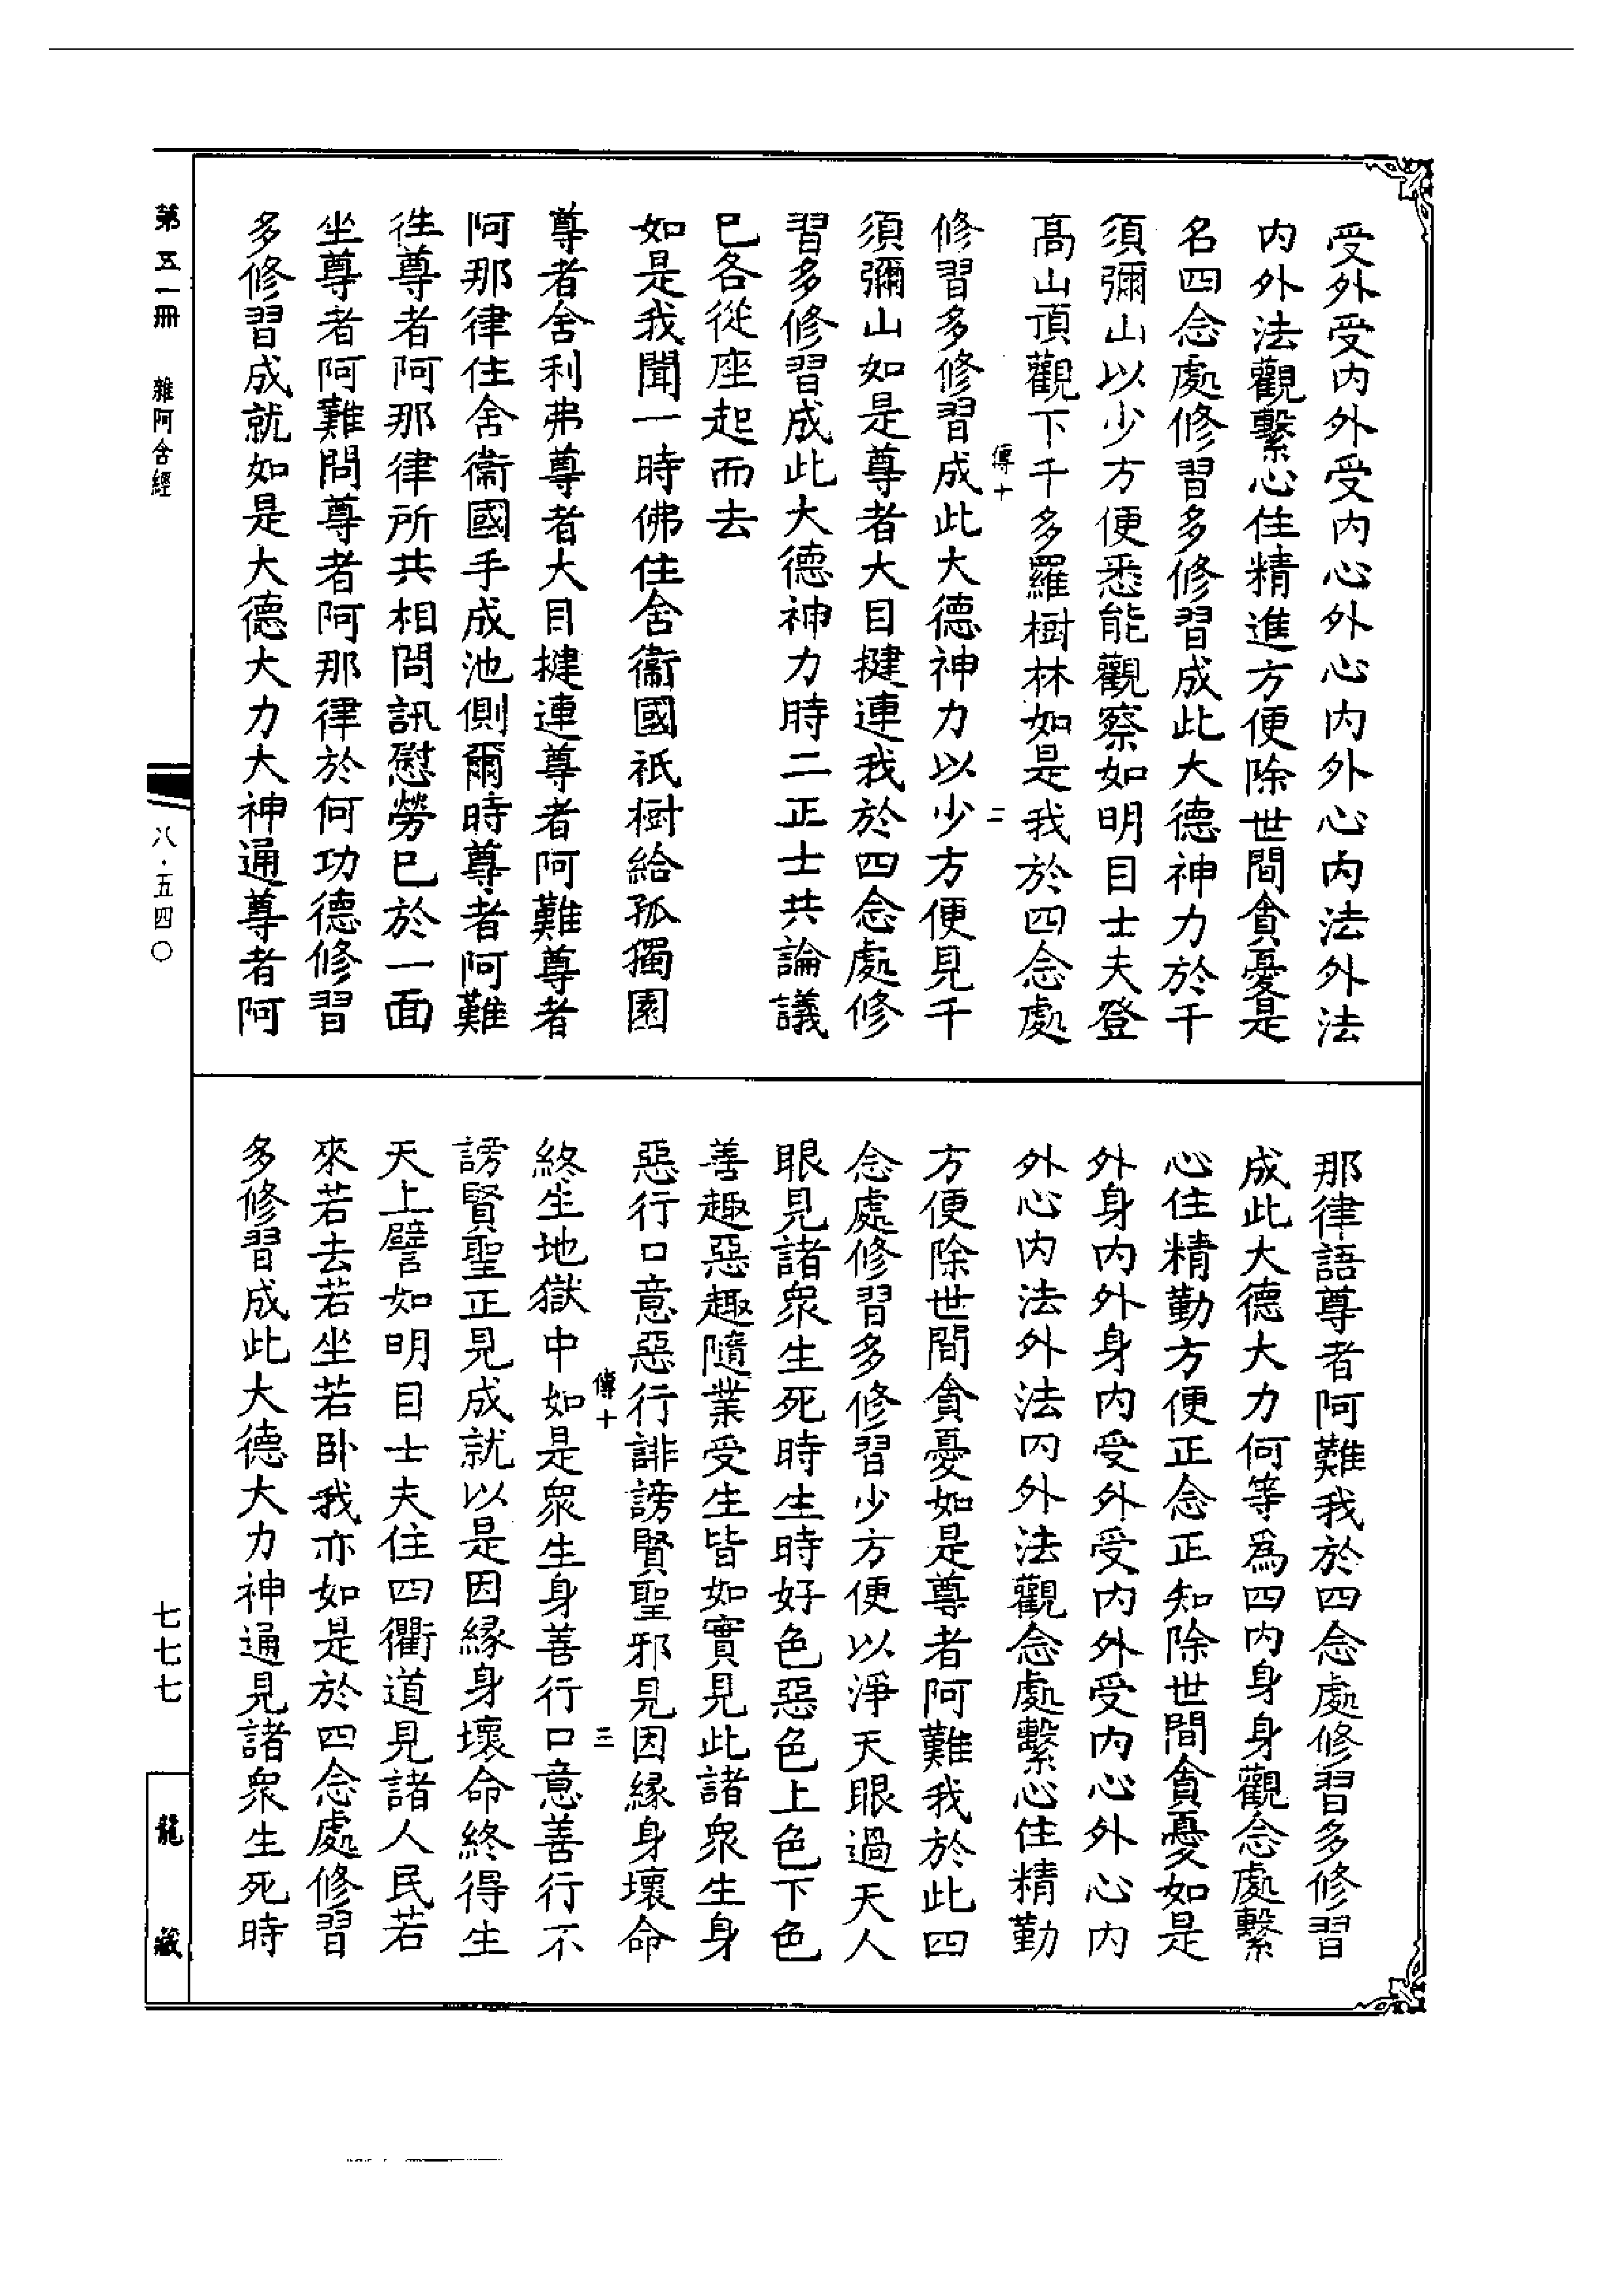 受外受內外受內心外心內外心內法外法
內外法觀繫心住精進方便除世間貪憂是
名四念處修習多修習成此大德神力於千
須彌山以少方便悉能觀察如明目士夫登
高山頂觀下千多羅樹林如是我於四念處
傳十 二
修習多修習成此大德神力以少方便見千
須彌山如是尊者大目揵連我於四念處修
習多修習成此大德神力時二正士共論議
已各從座起而去
如是我聞一時佛住舍衞國祇樹給孤獨園
尊者舍利弗尊者大目揵連尊者阿難尊者
阿那律住舍衞國手成池側爾時尊者阿難
往尊者阿那律所共相問訊慰勞已於一面
坐尊者阿難問尊者阿那律於何功德修習
多修習成就如是大德大力大神通尊者阿
那律語尊者阿難我於四念處修習多修習
成此大德大力何等為四內身身觀念處繫
心住精勤方便正念正知除世間貪憂如是
外身內外身內受外受內外受內心外心內
外心內法外法內外法觀念處繫心住精勤
方便除世間貪憂如是尊者阿難我於此四
念處修習多修習少方便以淨天眼過天人
眼見諸眾生死時生時好色惡色上色下色
善趣惡趣隨業受生皆如實見此諸眾生身
惡行口意惡行誹謗賢聖邪見因緣身壞命
傳十 三
終生地獄中如是眾生身善行口意善行不
謗賢聖正見成就以是因緣身壞命終得生
天上譬如明目士夫住四衢道見諸人民若
來若去若坐若臥我亦如是於四念處修習
多修習成此大德大力神通見諸眾生死時
第五一冊 雜阿含經
八·五四〇
七七七
龍藏